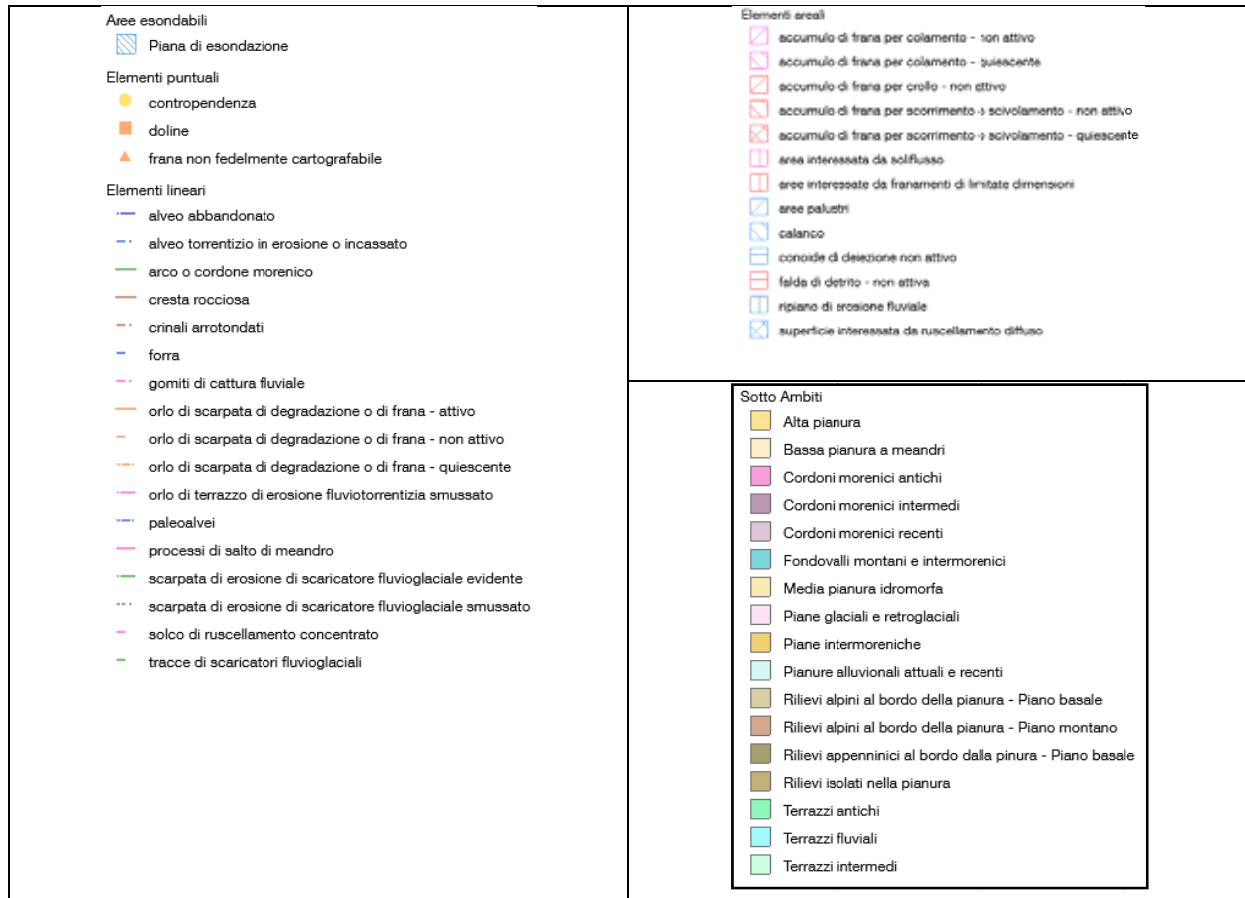 Aree esondabili
Piana di esondazione
Elementi puntuali
contropendenza
doline
frana non fedelmente cartografabile
Elementi lineari
alveo abbandonato
alveo torrentizio in erosione o incassato
arco o cordone morenico
cresta rocciosa
crinali arrotondati
forra
gomiti di cattura fluviale
orlo di scarpata di degradazione o di frana - attivo
orlo di scarpata di degradazione o di frana - non attivo
orlo di scarpata di degradazione o di frana - quiescente
orlo di terrazzo di erosione fluviotorrentizia smussato
paleoalvei
processi di salto di meandro
scarpata di erosione di scaricatore fluvioglaciale evidente
scarpata di erosione di scaricatore fluvioglaciale smussato
solco di ruscellamento concentrato
tracce di scaricatori fluvioglaciali
Elementi areali
accumulo di frana per colamento - non attivo
accumulo di frana per colamento - quiescente
accumulo di frana per crollo - non attivo
accumulo di frana per scorrimento o scivolamento - non attivo
accumulo di frana per scorrimento o scivolamento - quiescente
area interessata da soliflusso
aree interessate da franamenti di limitate dimensioni
aree palustri
calanco
conoide di deiezione non attivo
falda di detrito - non attiva
ripiano di erosione fluviale
superficie interessata da ruscellamento diffuso
Sotto Ambiti
Alta pianura
Bassa pianura a meandri
Cordoni morenici antichi
Cordoni morenici intermedi
Cordoni morenici recenti
Fondovalli montani e intermorenici
Media pianura idromorfa
Piane glaciali e retroglaciali
Piane intermoreniche
Pianure alluvionali attuali e recenti
Rilievi alpini al bordo della pianura - Piano basale
Rilievi alpini al bordo della pianura - Piano montano
Rilievi appenninici al bordo dalla pinura - Piano basale
Rilievi isolati nella pianura
Terrazzi antichi
Terrazzi fluviali
Terrazzi intermedi